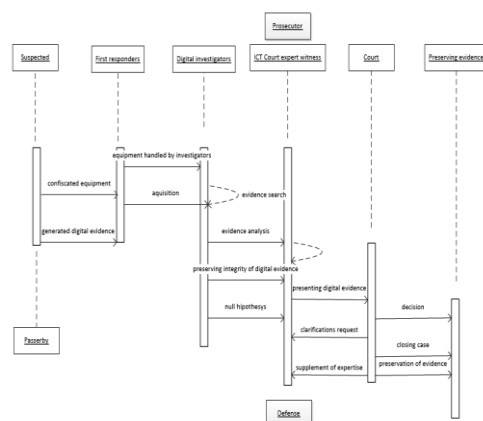 Prosecutor
Suspected
First responders
Digital investigators
ICT Court expert witness
Court
Preserving evidence
equipment handled by investigators
confiscated equipment
evidence search
aquisition
generated digital evidence
evidence analysis
preserving integrity of digital evidence
presenting digital evidence
null hipothesys
decision
clarifications request
Passerby
closing case
supplement of expertise
preservation of evidence
Defense